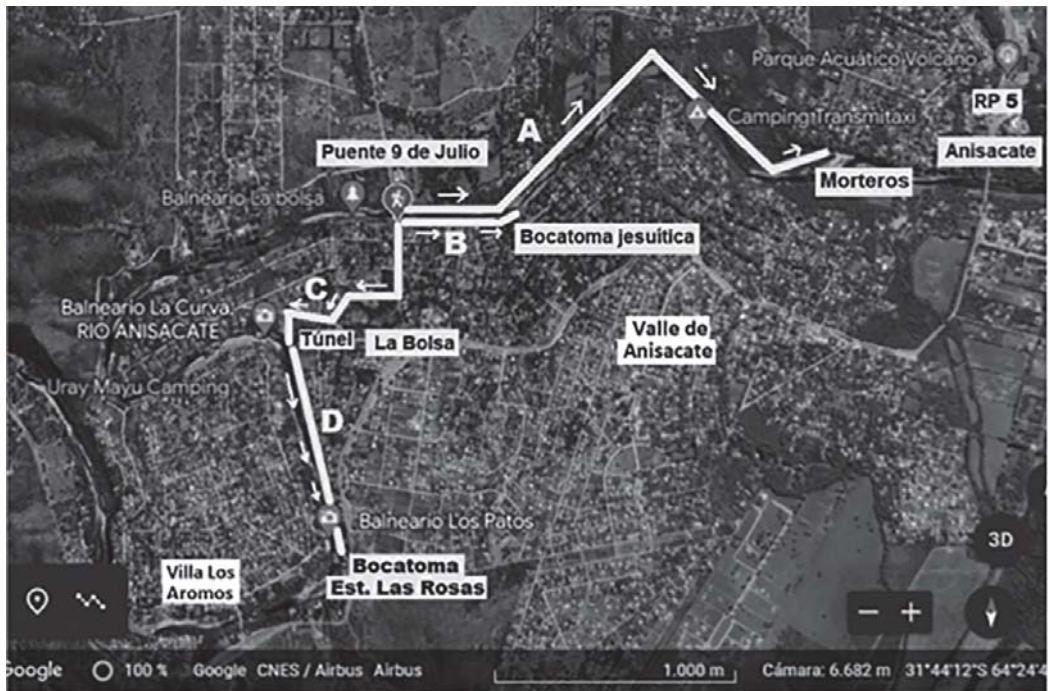 Parque Acuático Volcano
RP 5
A
Camping Transmitaxi
Anisacate
Puente 9 de Julio
Morteros
Balneario La bolsa
B
Bocatoma jesuítica
C
Balneario La Curva.
RIO ANISACATE
Túnel
La Bolsa
Valle de
Anisacate
Uray Mayu Camping
D
Balneario Los Patos
3D
Bocatoma
Est. Las Rosas
Villa Los
Aromos
Google
100 %
Google
CNES / Airbus
Airbus
1.000 m
Cámara: 6.682 m
31°44'12"S 64°24'4